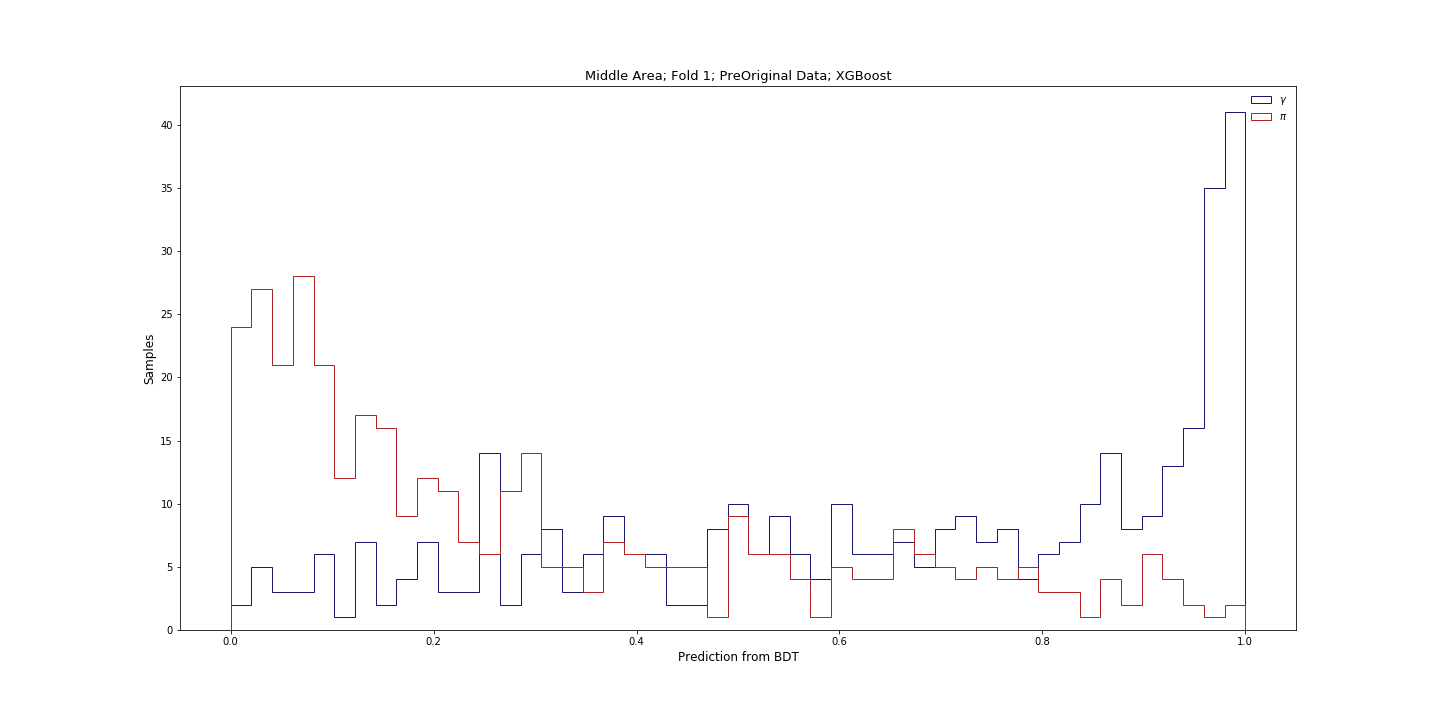 Middle Area; Fold 1; PreOriginal Data; XGBoost
γ
π
40
35
30
25
20
15
10
5
0
Samples
0.0 0.2 0.4 0.6 0.8 1.0
Prediction from BDT